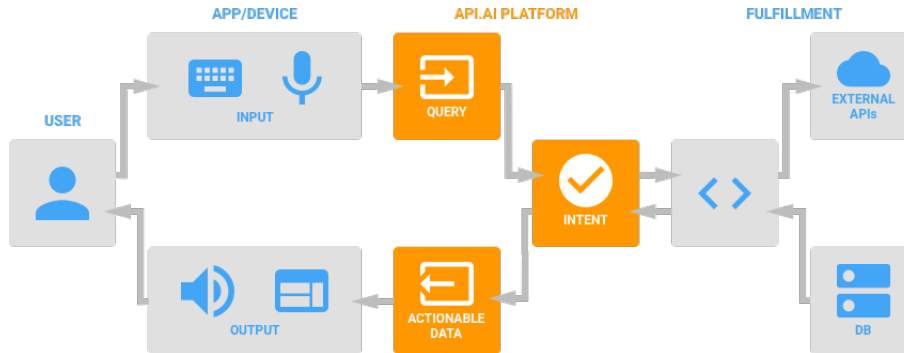 APP/DEVICE
API.AI PLATFORM
FULFILLMENT
USER
INPUT
QUERY
EXTERNAL
APIs
INTENT
OUTPUT
ACTIONABLE
DATA
DB